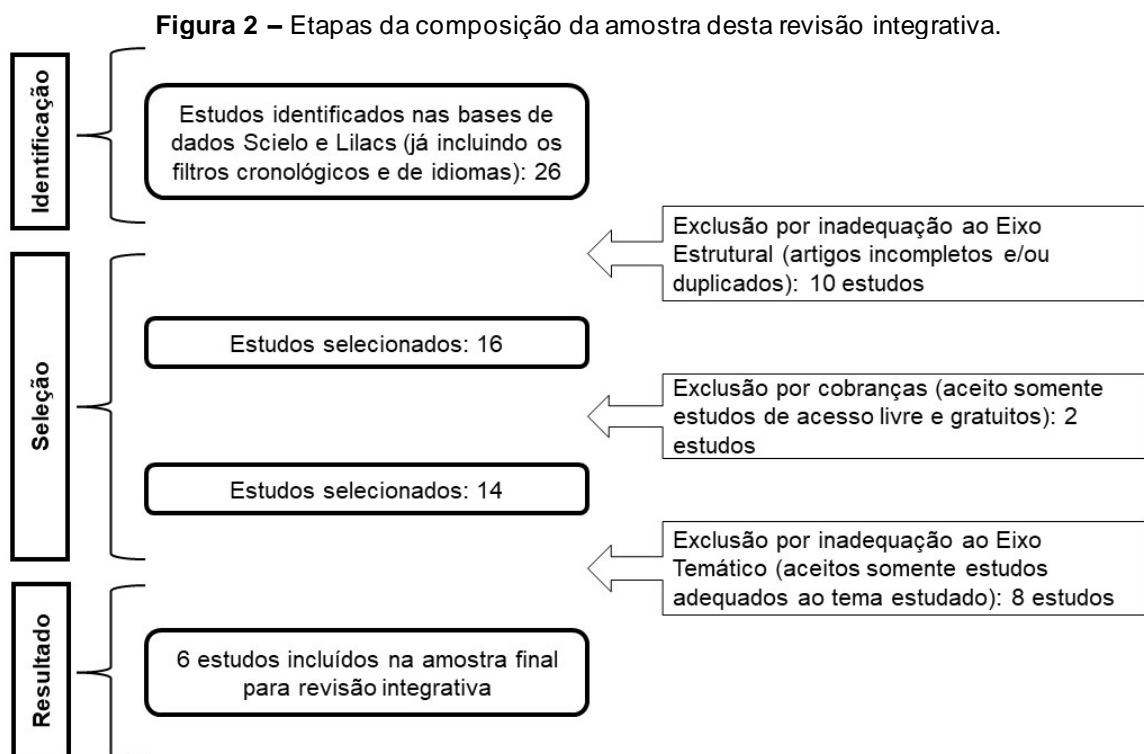 Figura 2 – Etapas da composição da amostra desta revisão integrativa.
Identificação
Estudos identificados nas bases de
dados Scielo e Lilacs (já incluindo os
filtros cronológicos e de idiomas): 26
Exclusão por inadequação ao Eixo
Estrutural (artigos incompletos e/ou
duplicados): 10 estudos
Seleção
Estudos selecionados: 16
Exclusão por cobranças (aceito somente
estudos de acesso livre e gratuitos): 2
estudos
Estudos selecionados: 14
Exclusão por inadequação ao Eixo
Temático (aceitos somente estudos
adequados ao tema estudado): 8 estudos
Resultado
6 estudos incluídos na amostra final
para revisão integrativa